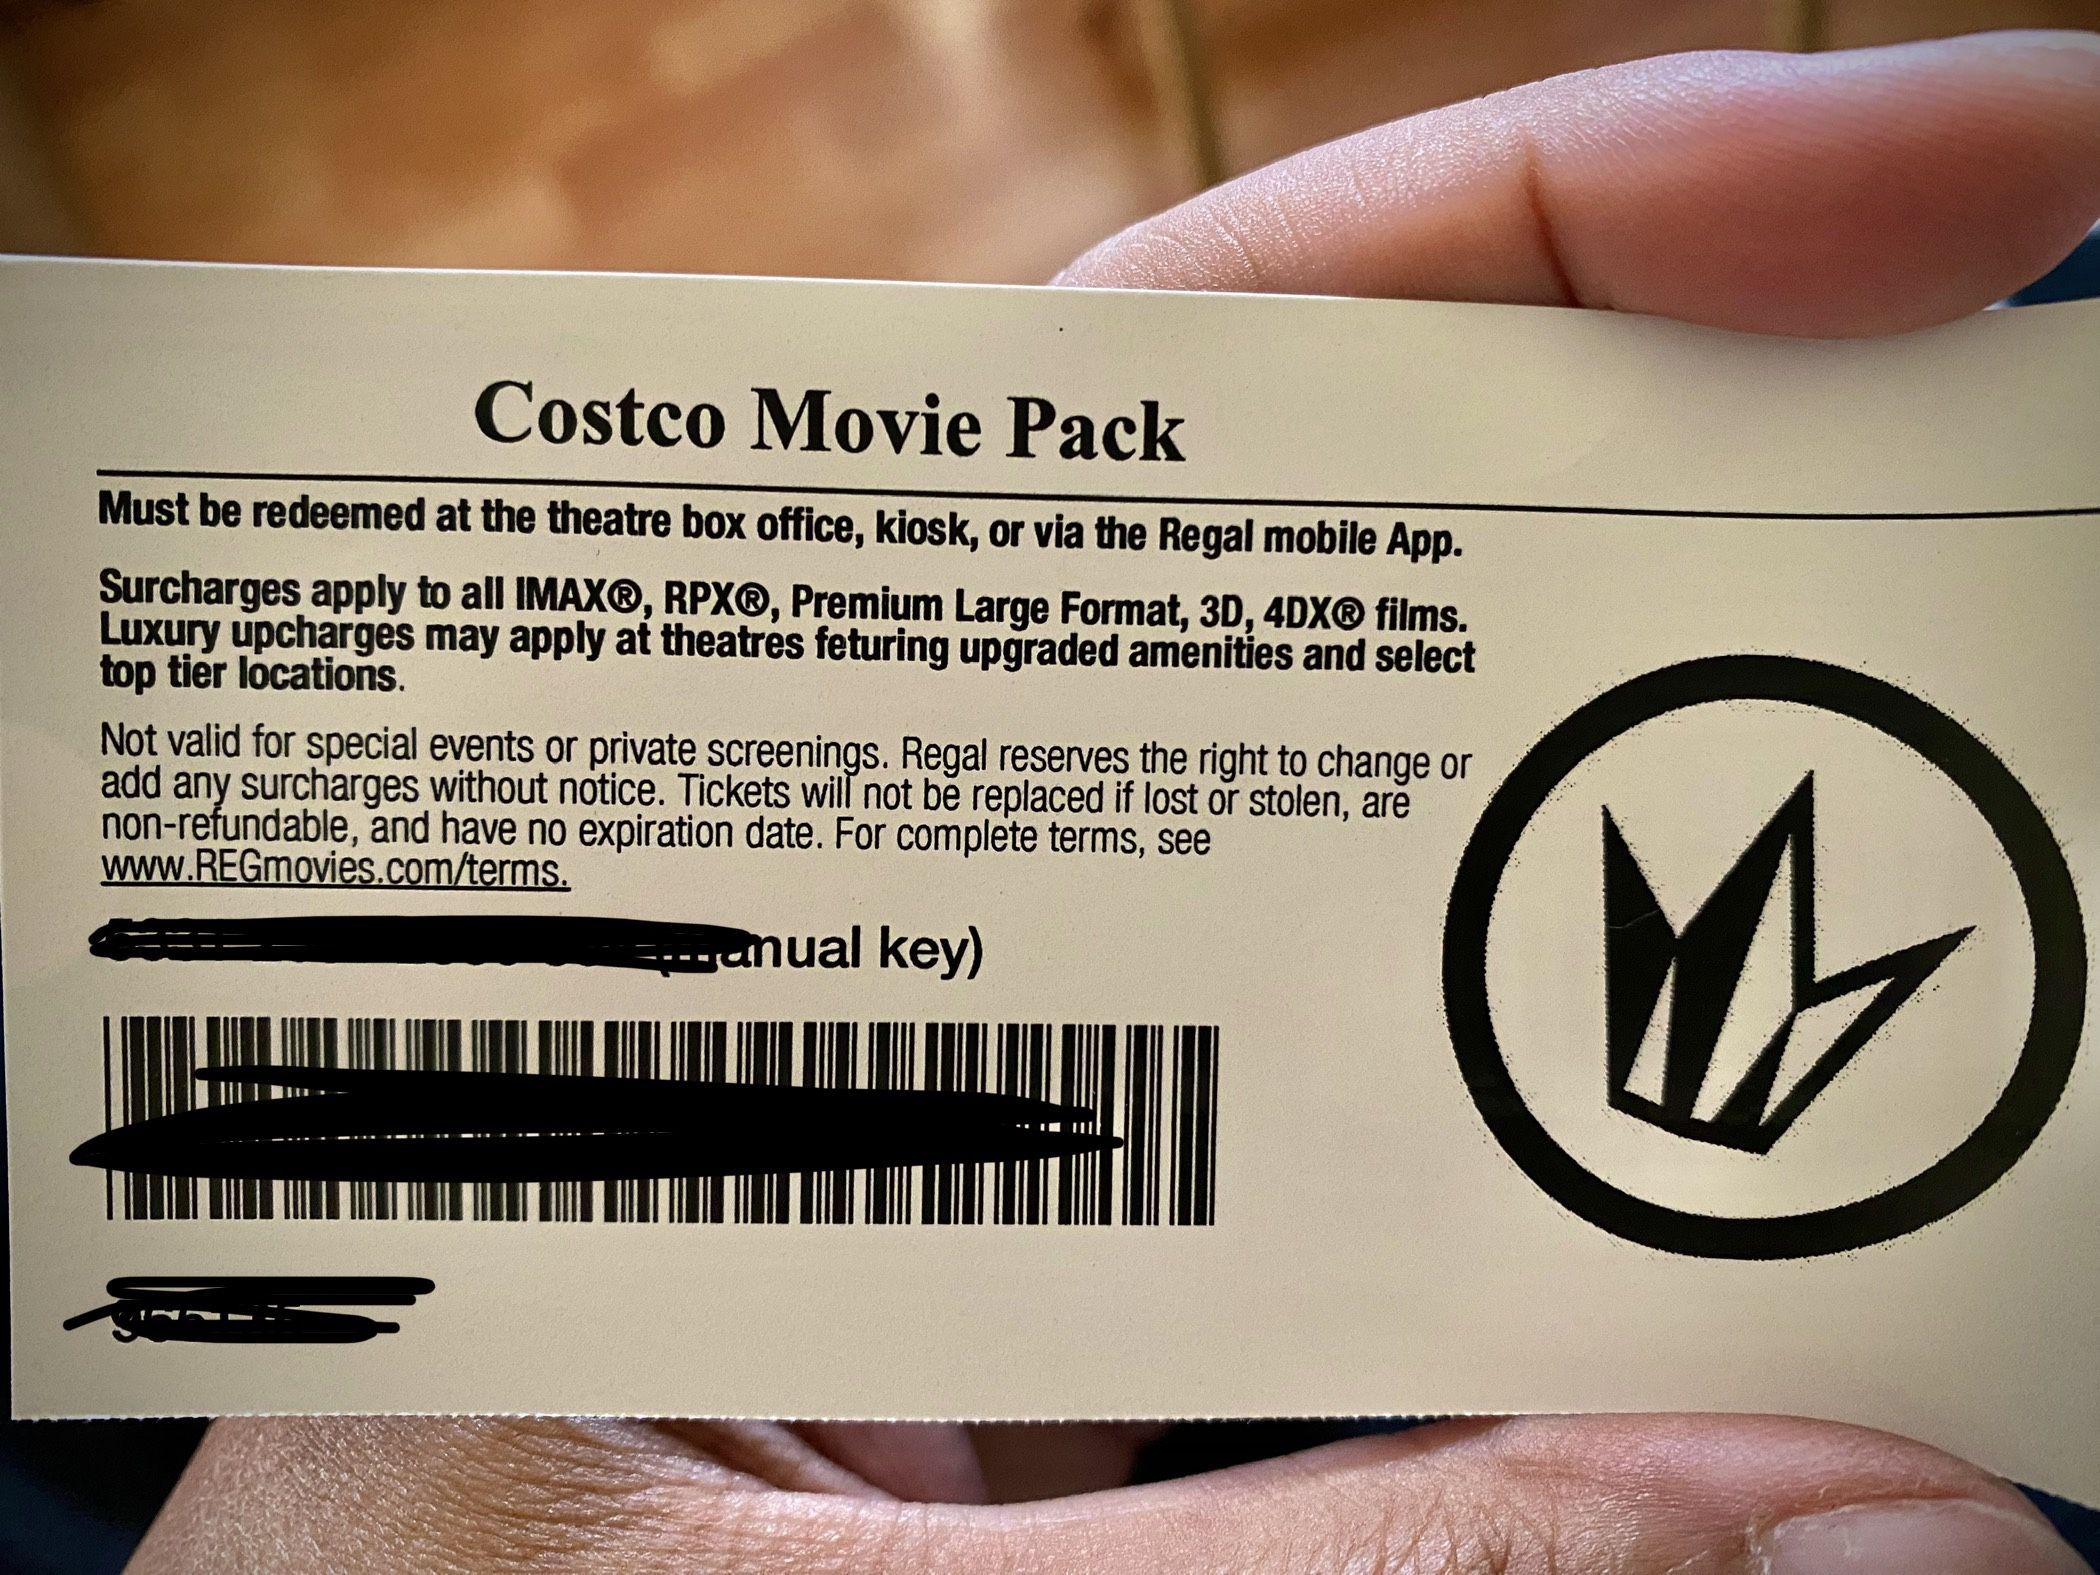 Costco Movie Pack
Must be redeemed at the theatre box office, kiosk, or via the Regal mobile App.
Surcharges apply to all IMAX®, RPX®, Premium Large Format, 3D, 4DX® films.
Luxury upcharges may apply at theatres feturing upgraded amenities and select
top tier locations.
Not valid for special events or private screenings. Regal reserves the right to change or
add any surcharges without notice. Tickets will not be replaced if lost or stolen, are
non-refundable, and have no expiration date. For complete terms, see
www.REGmovies.com/terms.
key)